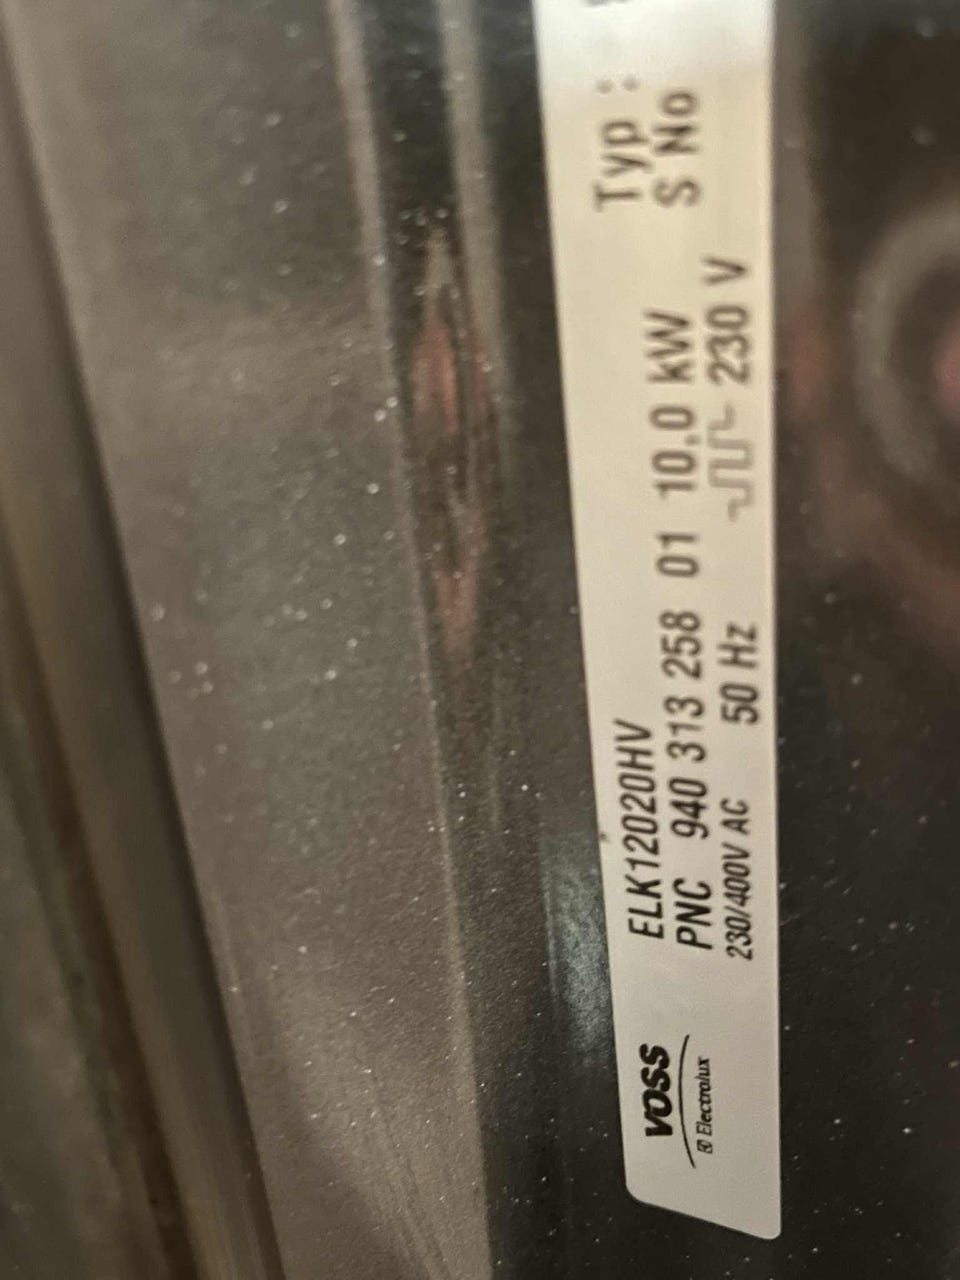 VOSS
Electrolux
ELK12020HV
PNC 940 313 258 01 10.0 kW
230/400V AC 50 Hz 230 V
Typ :
S No